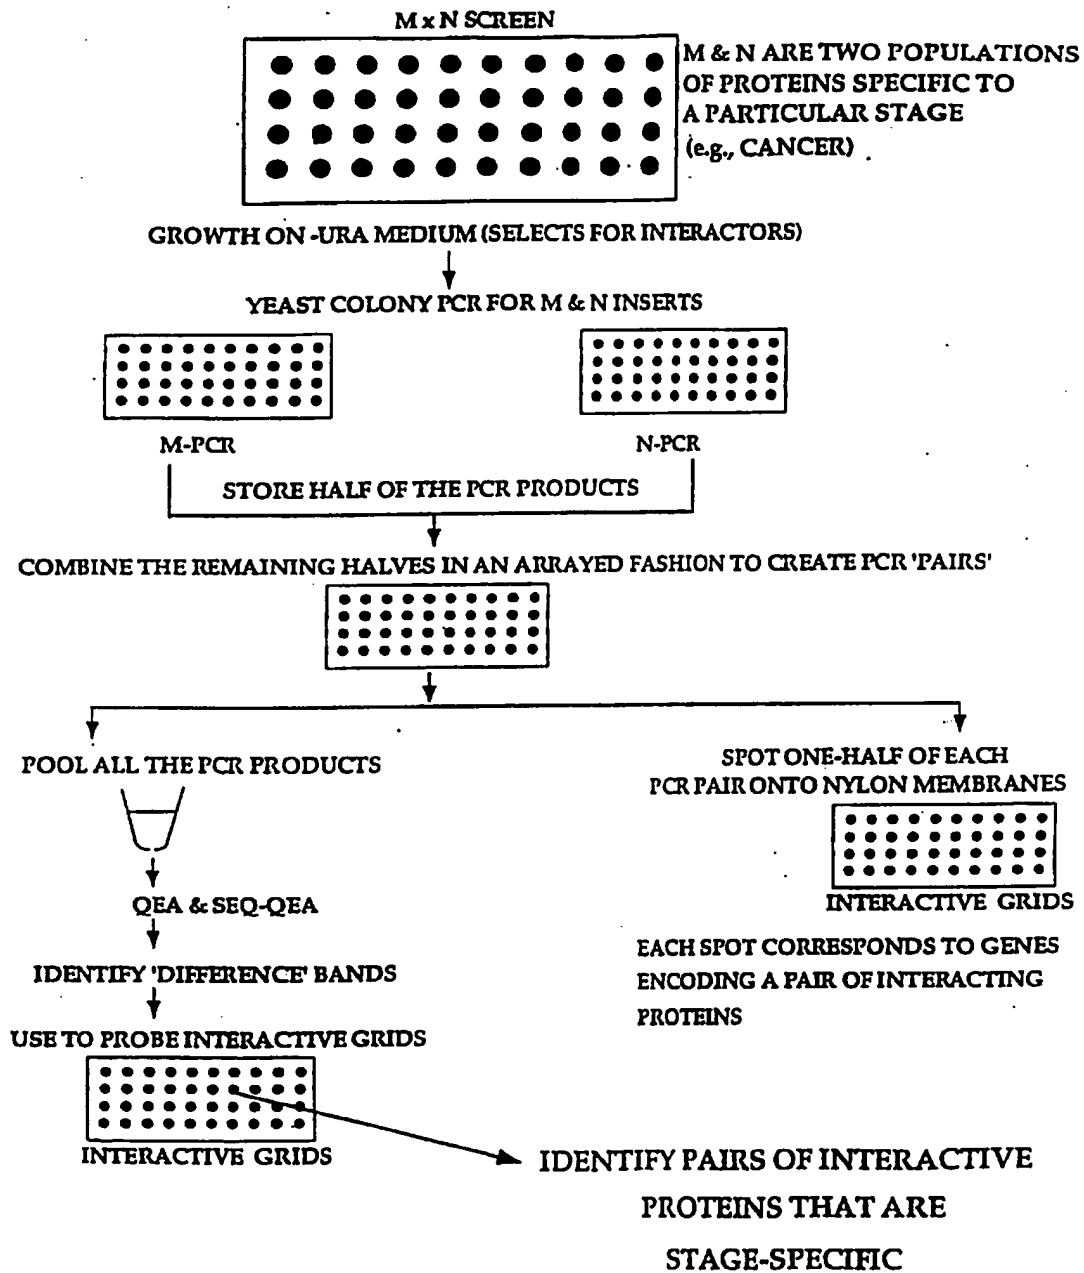 M x N SCREEN
M & N ARE TWO POPULATIONS
OF PROTEINS SPECIFIC TO
A PARTICULAR STAGE
(e.g., CANCER)
GROWTH ON -URA MEDIUM (SELECTS FOR INTERACTORS)
YEAST COLONY PCR FOR M & N INSERTS
M-PCR
N-PCR
STORE HALF OF THE PCR PRODUCTS
COMBINE THE REMAINING HALVES IN AN ARRAYED FASHION TO CREATE PCR 'PAIRS'
POOL ALL THE PCR PRODUCTS
QEA & SEQ-QEA
IDENTIFY 'DIFFERENCE' BANDS
USE TO PROBE INTERACTIVE GRIDS
INTERACTIVE GRIDS
SPOT ONE-HALF OF EACH
PCR PAIR ONTO NYLON MEMBRANES
INTERACTIVE GRIDS
EACH SPOT CORRESPONDS TO GENES
ENCODING A PAIR OF INTERACTING
PROTEINS
IDENTIFY PAIRS OF INTERACTIVE
PROTEINS THAT ARE
STAGE-SPECIFIC